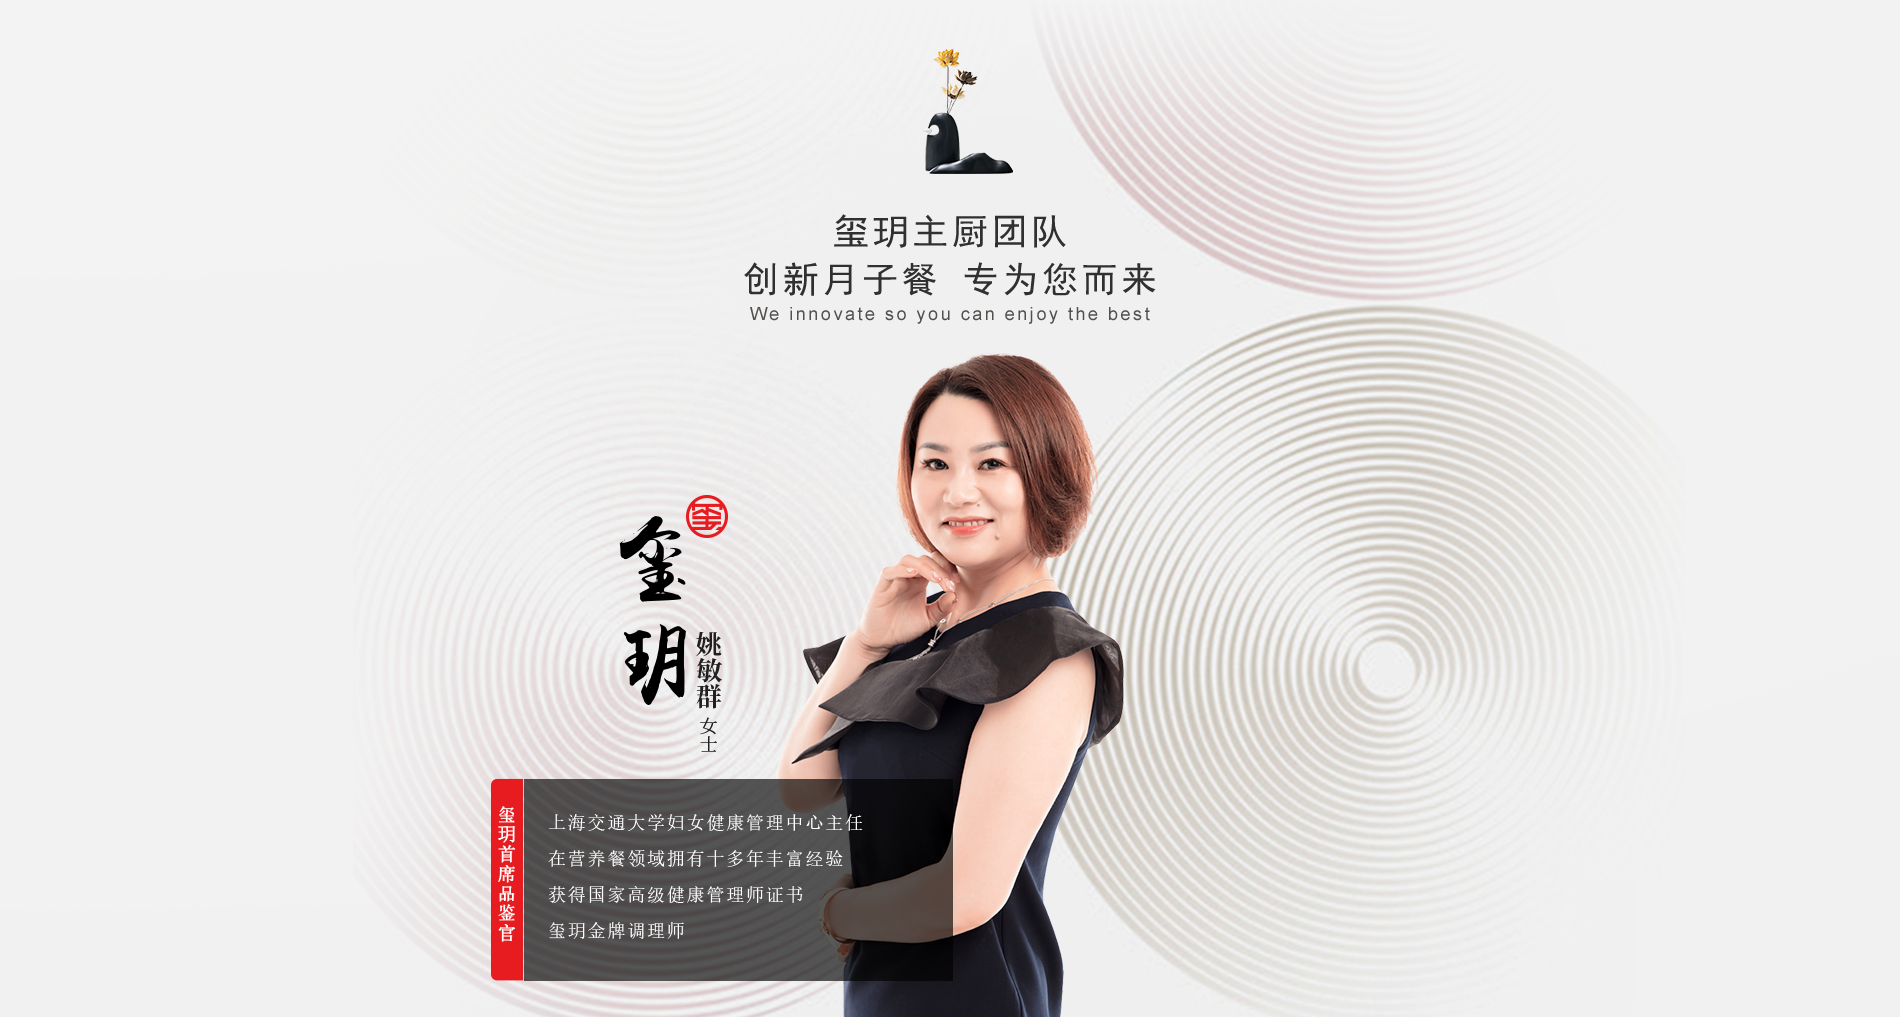 玺玥主厨团队
创新月子餐 专为您而来
We innovate so you can enjoy the best
玺
玺玥
姚敏群 女士
玺玥首席品鉴官
上海交通大学妇女健康管理中心主任
在营养餐领域拥有十多年丰富经验
获得国家高级健康管理师证书
玺玥金牌调理师